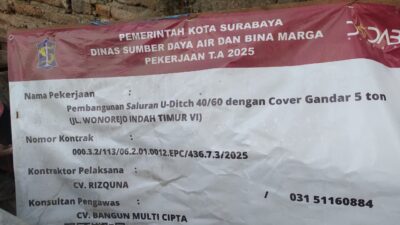 PEMERINTAH KOTA SURABAYA
DINAS SUMBER DAYA AIR DAN BINA MARGA
PEKERJAAN T.A 2025
Nama Pekerjaan :
Pembangunan Saluran U-Ditch 40/60 dengan Cover Gandar 5 ton
(JL. WONOREJO INDAH TIMUR VI)
Nomor Kontrak :
000.3.2/113/06.2.01.0012.EPC/436.7.3/2025
Kontraktor Pelaksana :
CV. RIZQUNA / 031 51160884
Konsultan Pengawas :
CV. BANGUN MULTI CIPTA